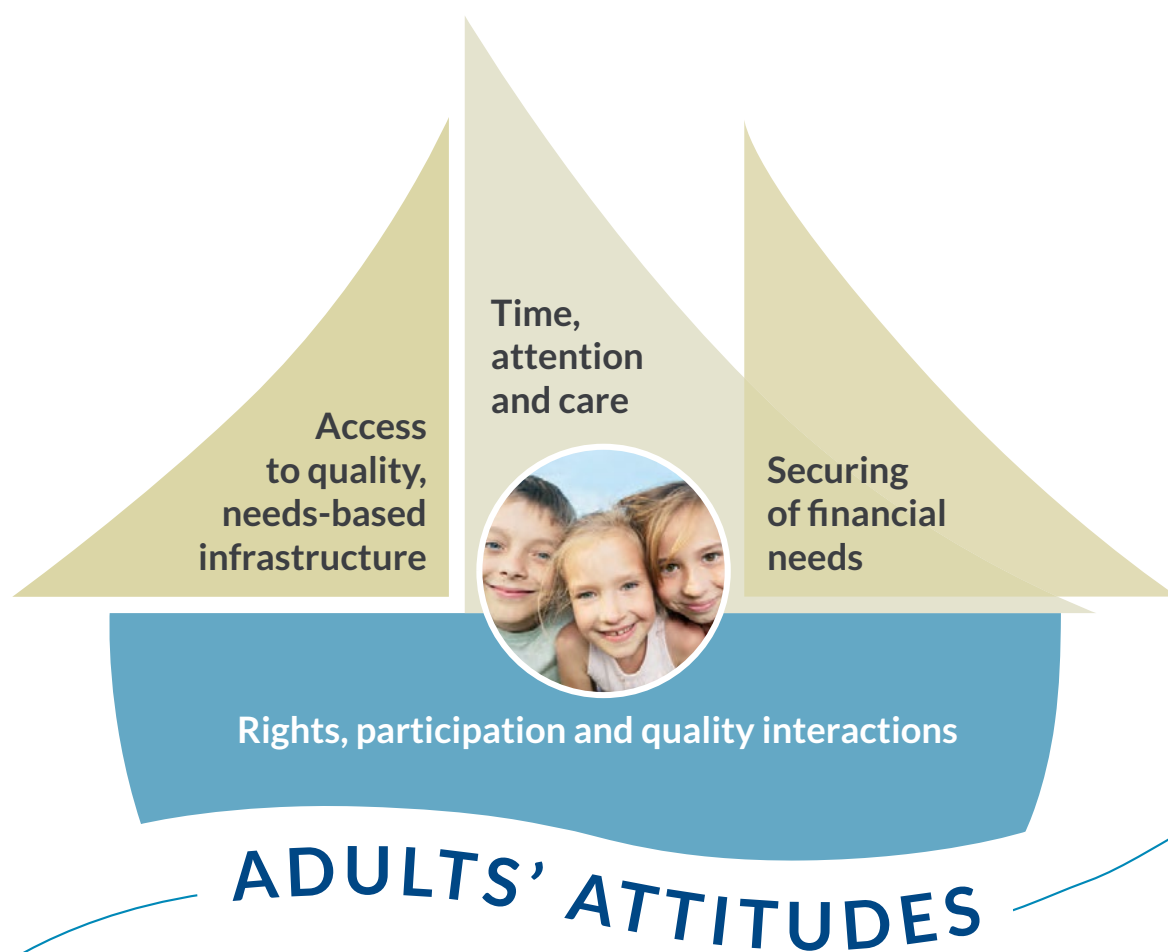 Time,
attention
and care
Access
to quality,
needs-based
infrastructure
Securing
of financial
needs
Rights, participation and quality interactions
ADULTS’ ATTITUDES